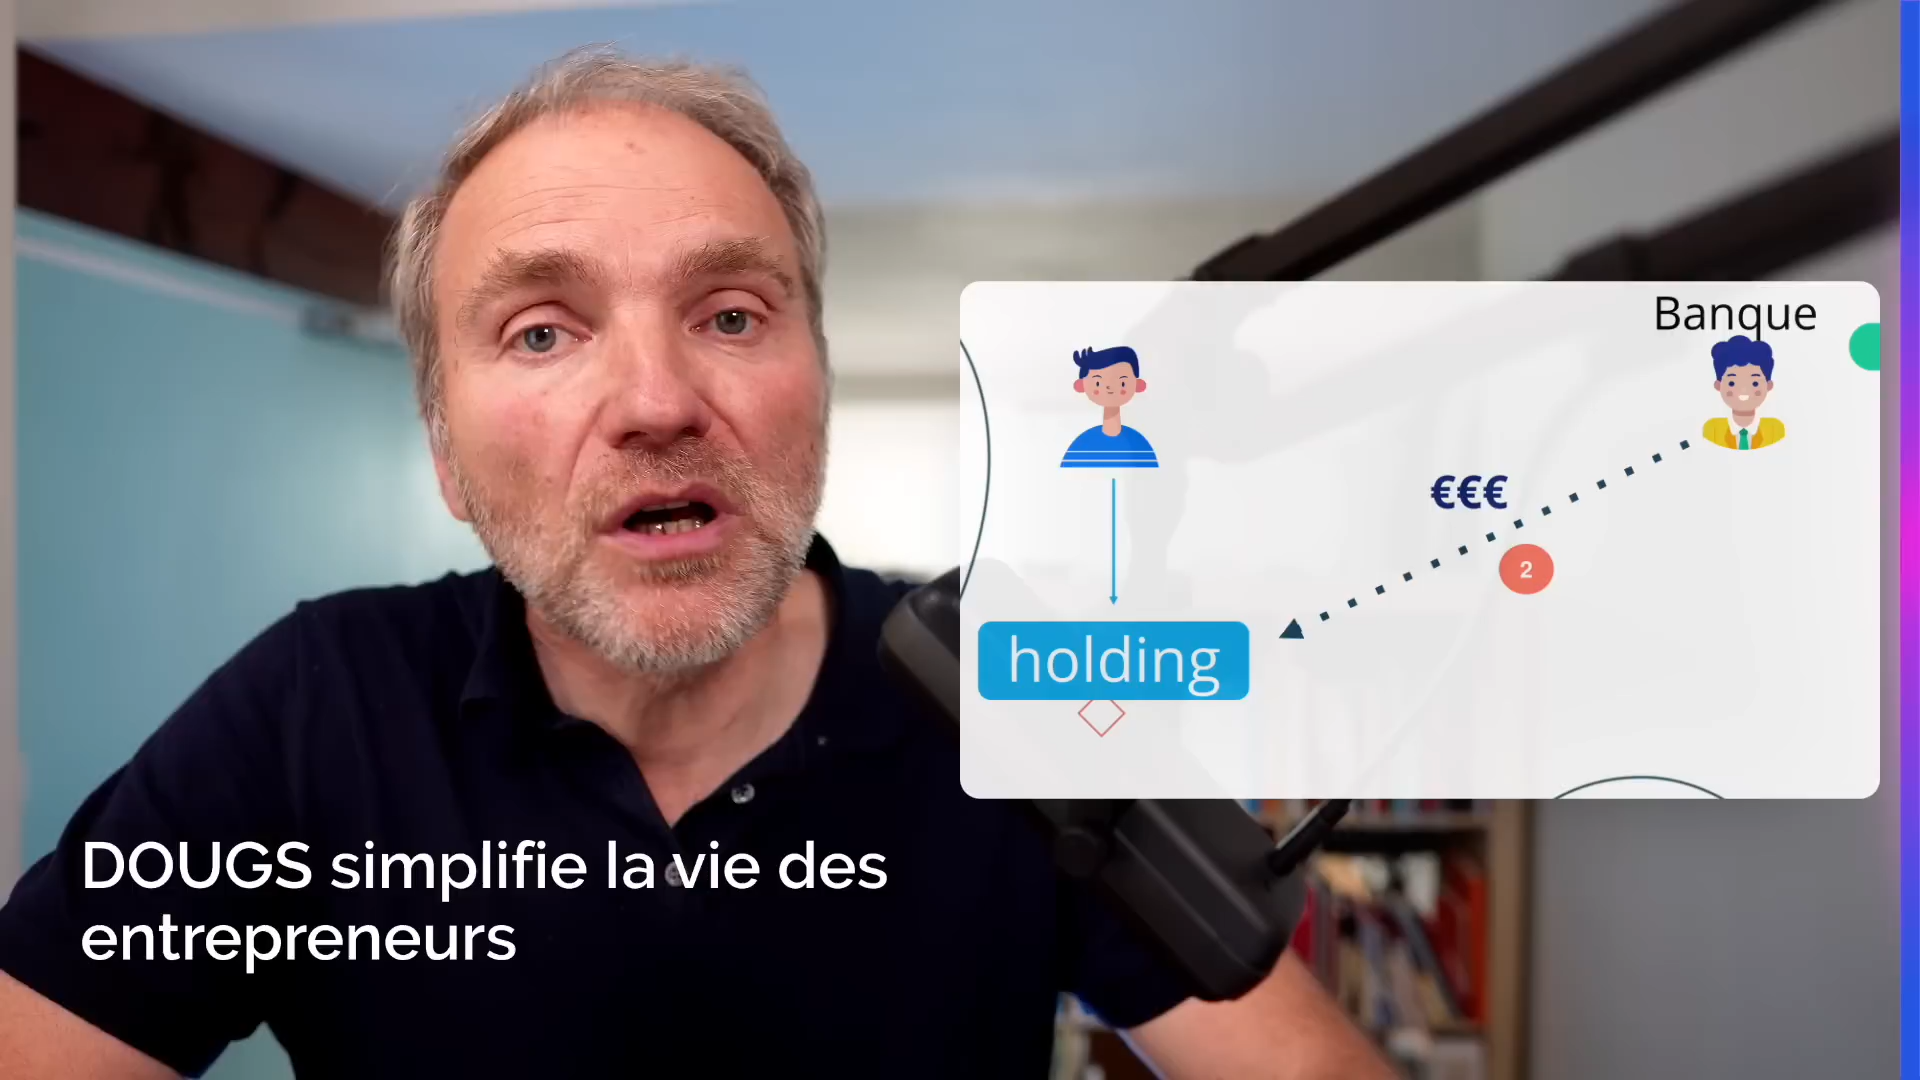 Banque
€€€
2
holding
DOUGS simplifie la vie des
entrepreneurs